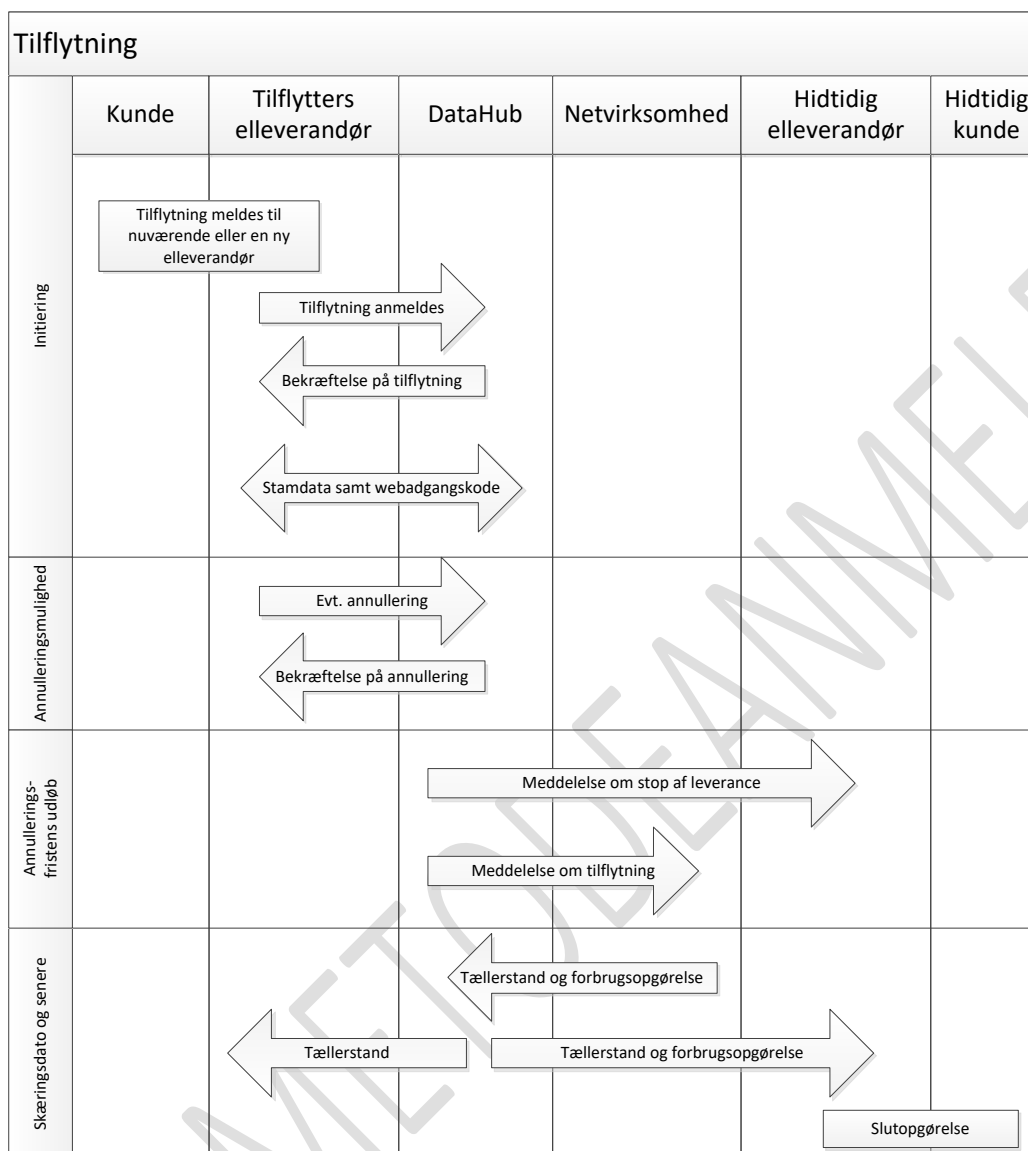 Tilflytning
Kunde
Tilflytters
elleverandør
DataHub
Netvirksomhed
Hidtidig
elleverandør
Hidtidig
kunde
Initiering
Tilflytning meldes til
nuværende eller en ny
elleverandør
Tilflytning anmeldes
Bekræftelse på tilflytning
Stamdata samt webadgangskode
Annulleringsmulighed
Evt. annullering
Bekræftelse på annullering
Annullerings-
fristens udløb
Meddelelse om stop af leverance
Meddelelse om tilflytning
Skæringsdato og senere
Tællerstand og forbrugsopgørelse
Tællerstand
Tællerstand og forbrugsopgørelse
Slutopgørelse
METODEANMEL